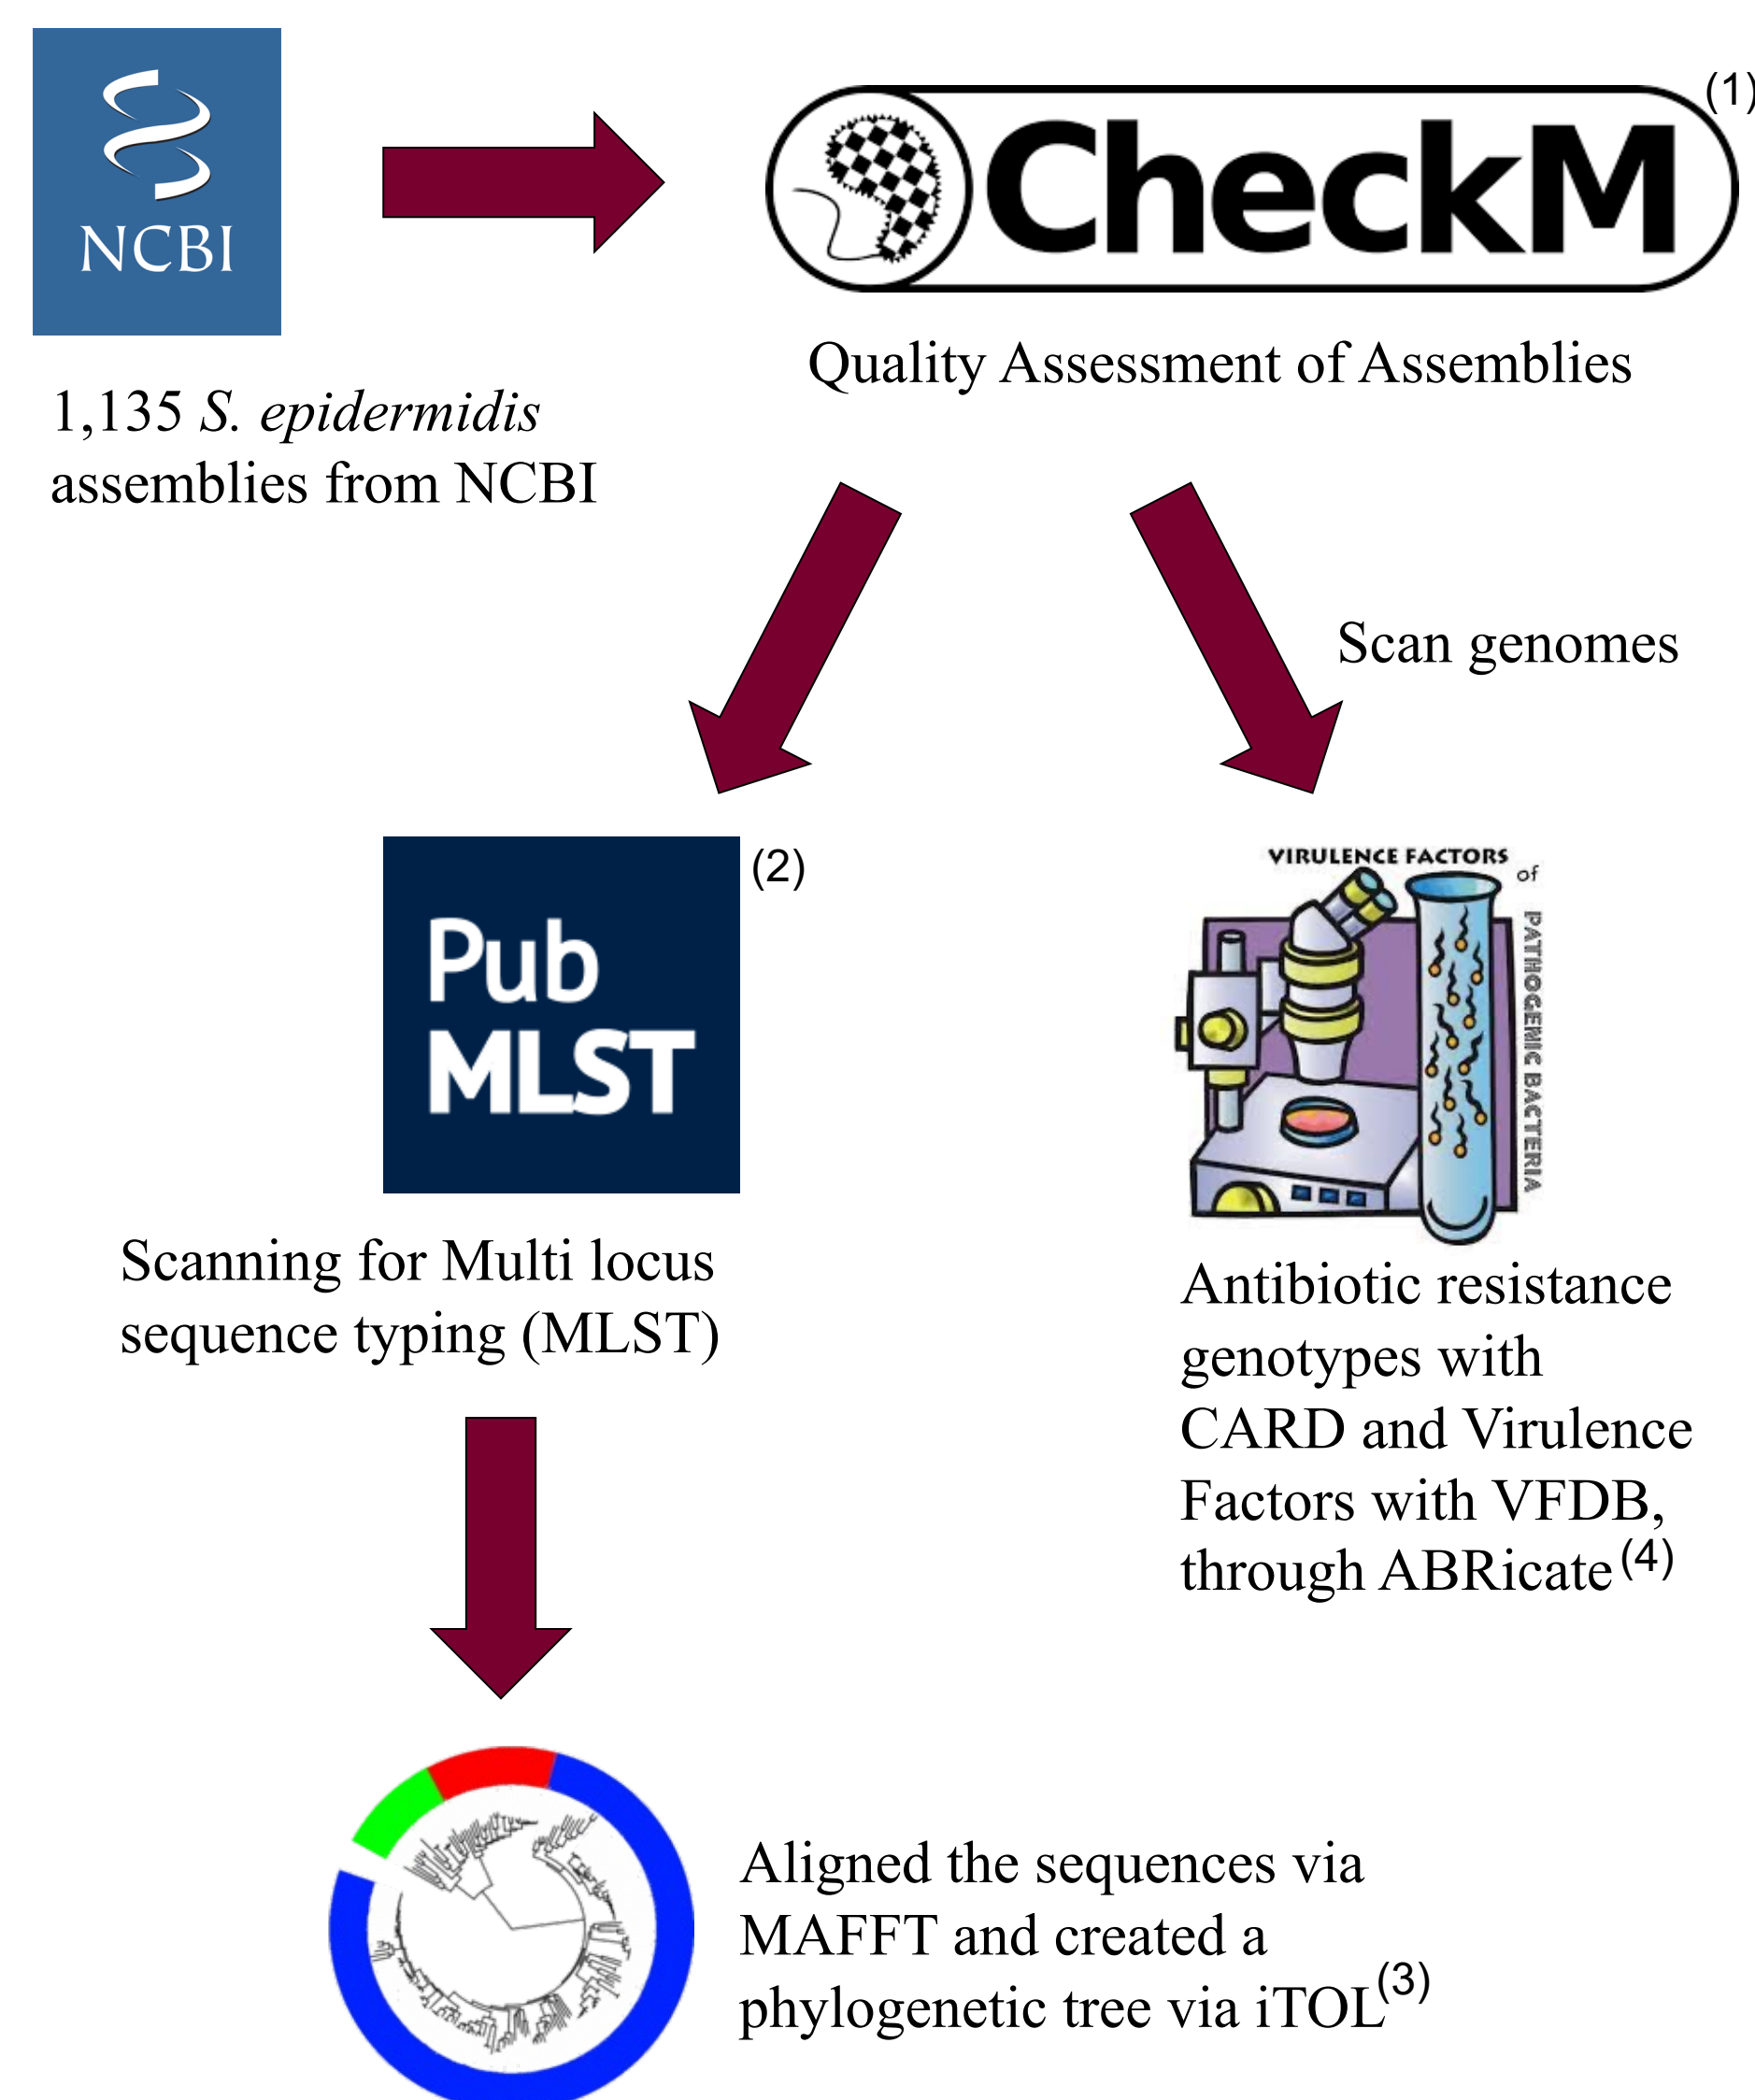 NCBI
1,135 S. epidermidis
assemblies from NCBI
CheckM
(1)
Quality Assessment of Assemblies
Scan genomes
Pub
MLST
(2)
Scanning for Multi locus
sequence typing (MLST)
VIRULENCE FACTORS
of
PATHOGENIC BACTERIA
Antibiotic resistance
genotypes with
CARD and Virulence
Factors with VFDB,
through ABRicate (4)
Aligned the sequences via
MAFFT and created a
phylogenetic tree via iTOL(3)